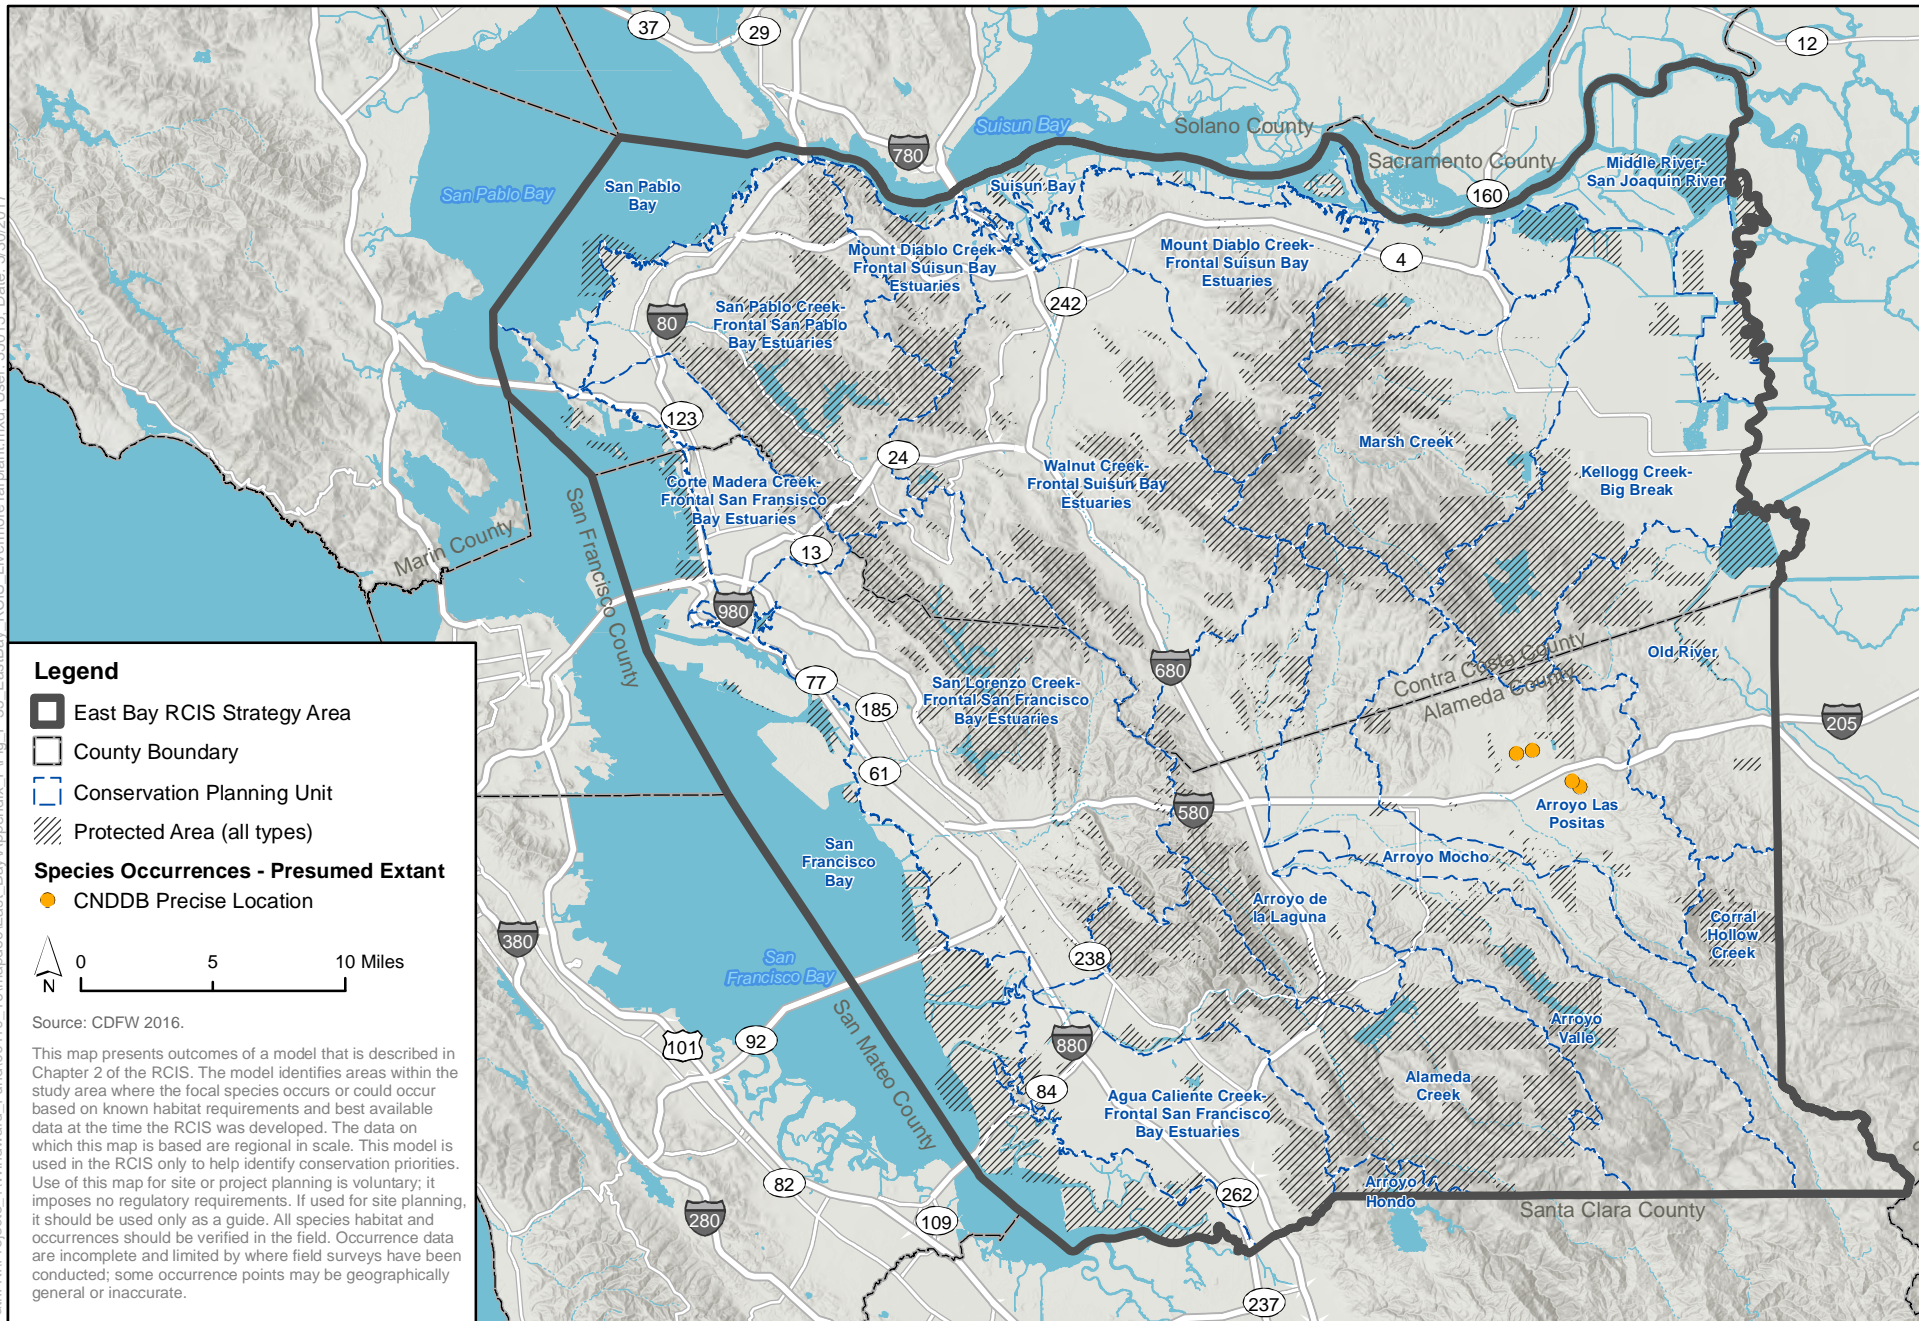 37
29
12
780
Suisun Bay
Solano County
Sacramento County
160
Middle River-
San Joaquin River
San Pablo Bay
San Pablo
Bay
Suisun Bay
Mount Diablo Creek-
Frontal Suisun Bay
Estuaries
Mount Diablo Creek-
Frontal Suisun Bay
Estuaries
4
242
80
San Pablo Creek-
Frontal San Pablo
Bay Estuaries
123
24
Marsh Creek
Walnut Creek-
Frontal Suisun Bay
Estuaries
Kellogg Creek-
Big Break
Corte Madera Creek-
Frontal San Fransisco
Bay Estuaries
Marin County
San Francisco County
13
980
680
Contra Costa County
Alameda County
Old River
77
185
San Lorenzo Creek-
Frontal San Francisco
Bay Estuaries
205
61
580
Arroyo Las
Positas
San
Francisco
Bay
Arroyo Mocho
Arroyo de
la Laguna
Corral
Hollow
Creek
380
238
San
Francisco Bay
San Mateo County
101
92
880
Arroyo
Valle
84
Alameda
Creek
Agua Caliente Creek-
Frontal San Francisco
Bay Estuaries
82
280
109
262
Arroyo
Hondo
Santa Clara County
237
Legend
East Bay RCIS Strategy Area
County Boundary
Conservation Planning Unit
Protected Area (all types)
Species Occurrences - Presumed Extant
CNDDB Precise Location
N
0 5 10 Miles
Source: CDFW 2016.
This map presents outcomes of a model that is described in
Chapter 2 of the RCIS. The model identifies areas within the
study area where the focal species occurs or could occur
based on known habitat requirements and best available
data at the time the RCIS was developed. The data on
which this map is based are regional in scale. This model is
used in the RCIS only to help identify conservation priorities.
Use of this map for site or project planning is voluntary; it
imposes no regulatory requirements. If used for site planning,
it should be used only as a guide. All species habitat and
occurrences should be verified in the field. Occurrence data
are incomplete and limited by where field surveys have been
conducted; some occurrence points may be geographically
general or inaccurate.